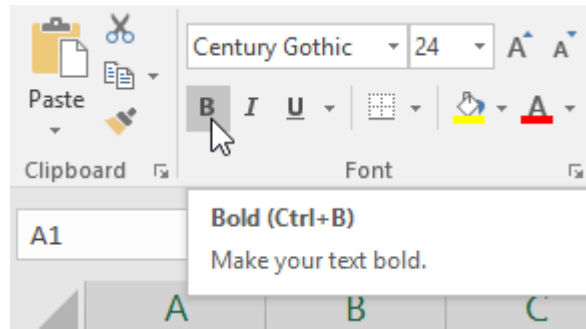 Century Gothic 24 A A
Paste
B I U A
Clipboard Font
Bold (Ctrl+B)
Make your text bold.
A1
A B C